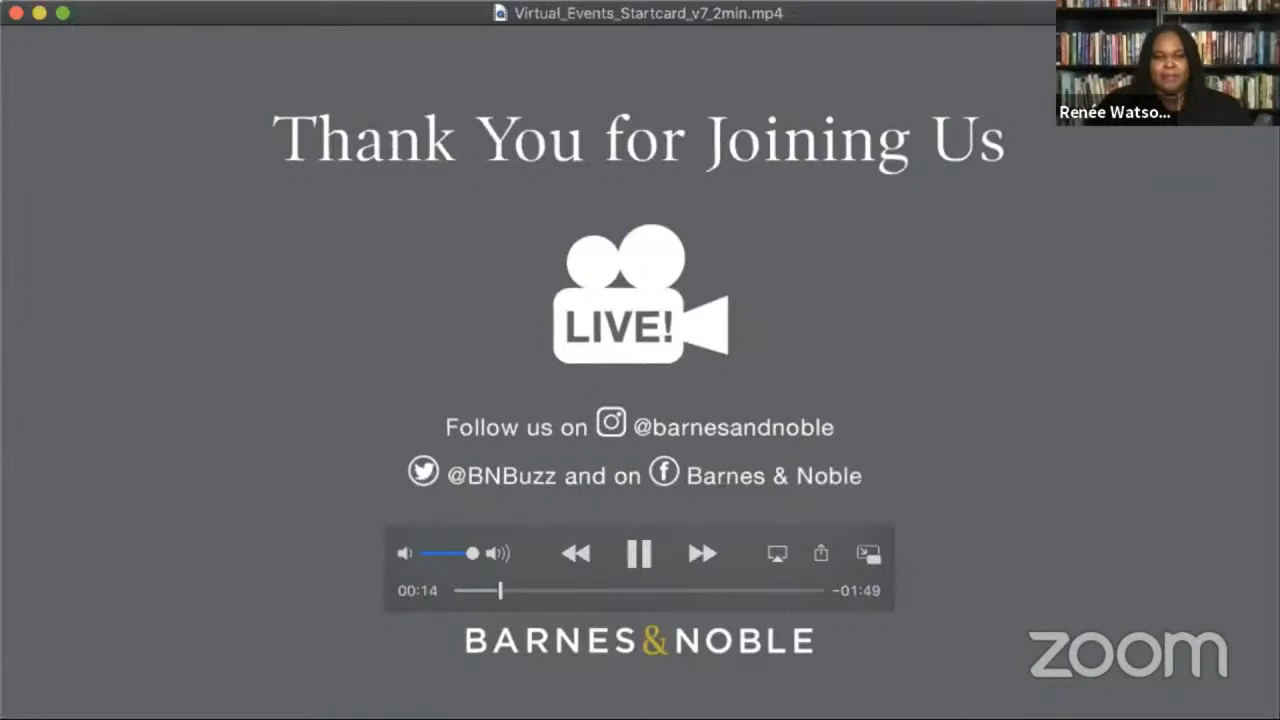 Virtual_Events_Startcard_v7_2min.mp4
Renée Watso...
Thank You for Joining Us
LIVE!
Follow us on @barnesandnoble
@BNBuzz and on f Barnes & Noble
00:14 -01:49
BARNES&NOBLE
zoom